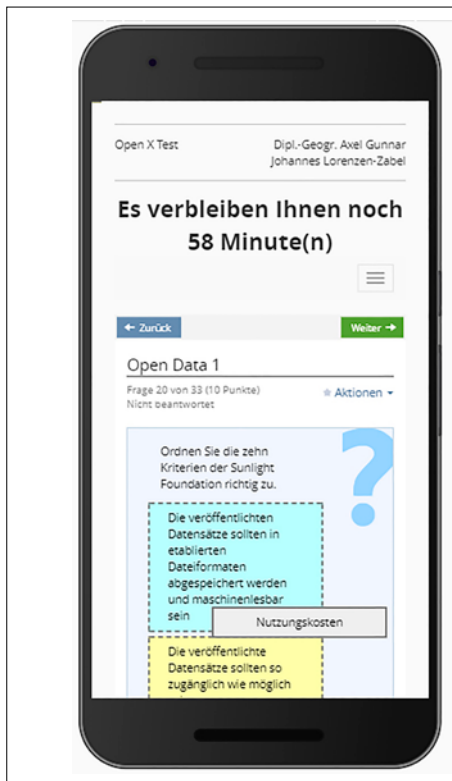 Open X Test
Dipl.-Geogr. Axel Gunnar
Johannes Lorenzen-Zabel
Es verbleiben Ihnen noch
58 Minute(n)
← Zurück
Weiter →
Open Data 1
Frage 20 von 33 (10 Punkte)
Nicht beantwortet
Aktionen
Ordnen Sie die zehn
Kriterien der Sunlight
Foundation richtig zu.
?
Die veröffentlichten
Datensätze sollten in
etablierten
Dateiformaten
abgespeichert werden
und maschinenlesbar
sein
Nutzungskosten
Die veröffentlichte
Datensätze sollten so
zugänglich wie möglich